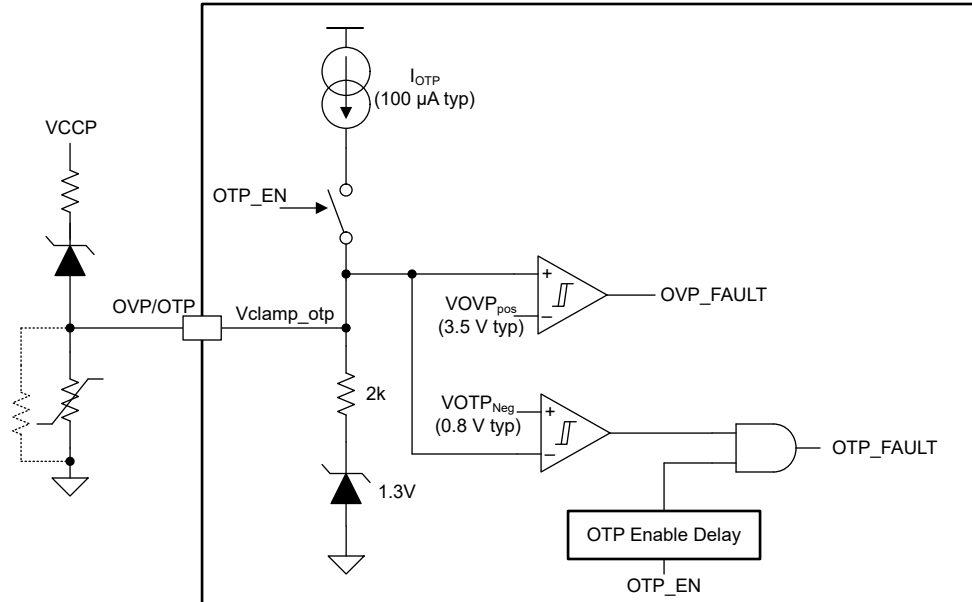 I_OTP
(100 µA typ)
VCCP
OTP_EN
+
OVP_FAULT
OVP/OTP
Vclamp_otp
VOVP_pos
(3.5 V typ)
−
2k
VOTP_Neg
(0.8 V typ)
+
−
OTP_FAULT
1.3V
OTP Enable Delay
OTP_EN